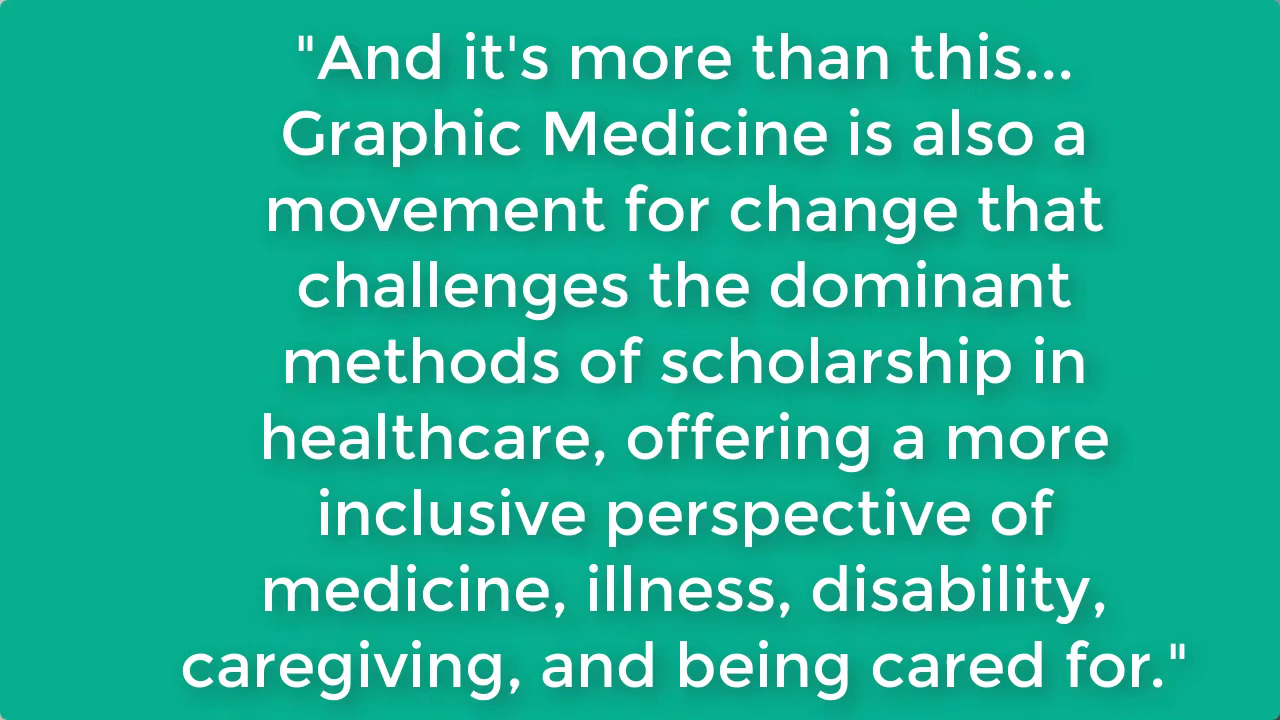 "And it's more than this...
Graphic Medicine is also a
movement for change that
challenges the dominant
methods of scholarship in
healthcare, offering a more
inclusive perspective of
medicine, illness, disability,
caregiving, and being cared for."